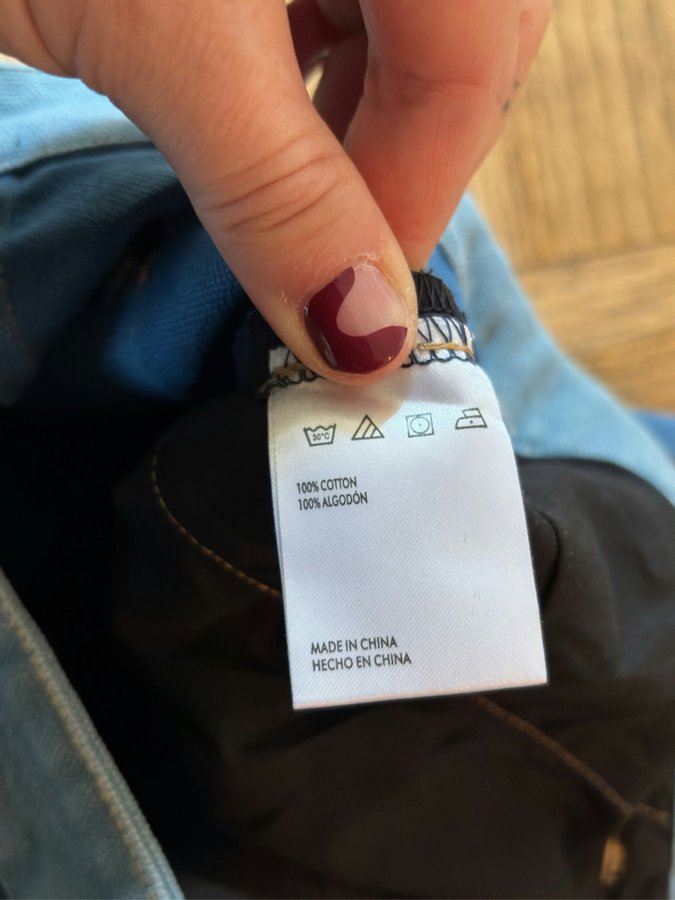 30°C
100% COTTON
100% ALGODÓN
MADE IN CHINA
HECHO EN CHINA